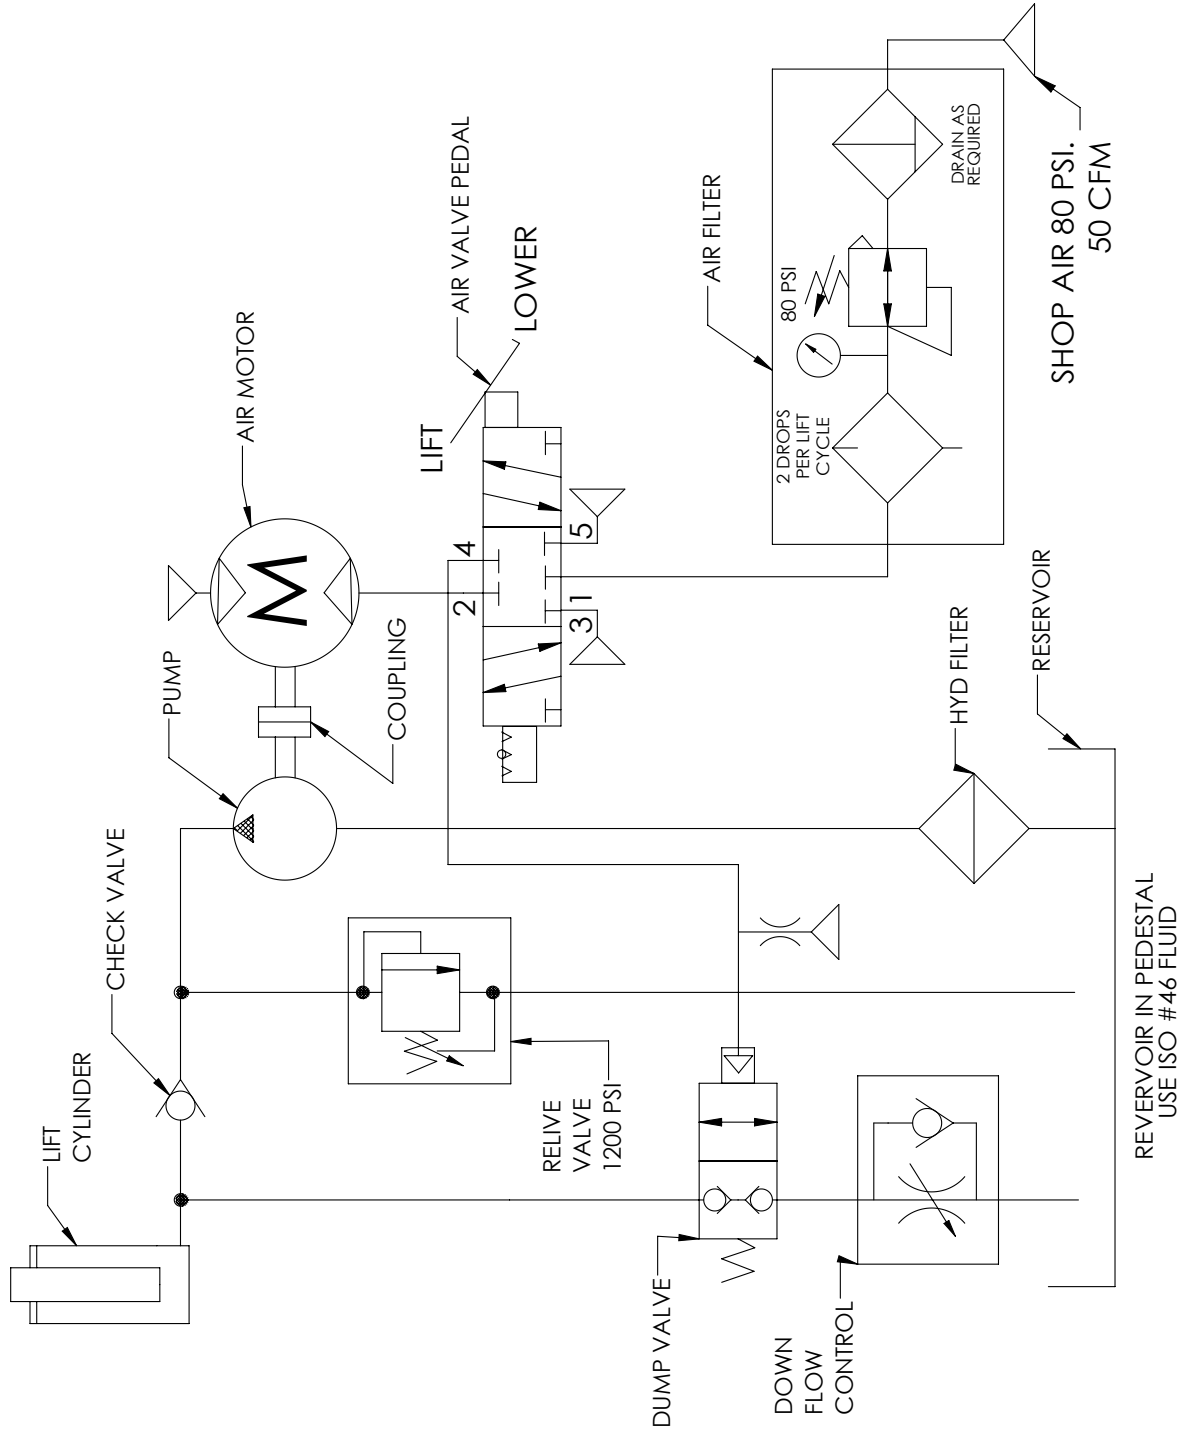 LIFT
CYLINDER
CHECK VALVE
PUMP
AIR MOTOR
M
COUPLING
AIR VALVE PEDAL
LIFT
LOWER
2
4
3
1
5
RELIVE
VALVE
1200 PSI
DUMP VALVE
DOWN
FLOW
CONTROL
HYD FILTER
RESERVOIR
REVERVOIR IN PEDESTAL
USE ISO #46 FLUID
AIR FILTER
2 DROPS
PER LIFT
CYCLE
80 PSI
DRAIN AS
REQUIRED
SHOP AIR 80 PSI.
50 CFM